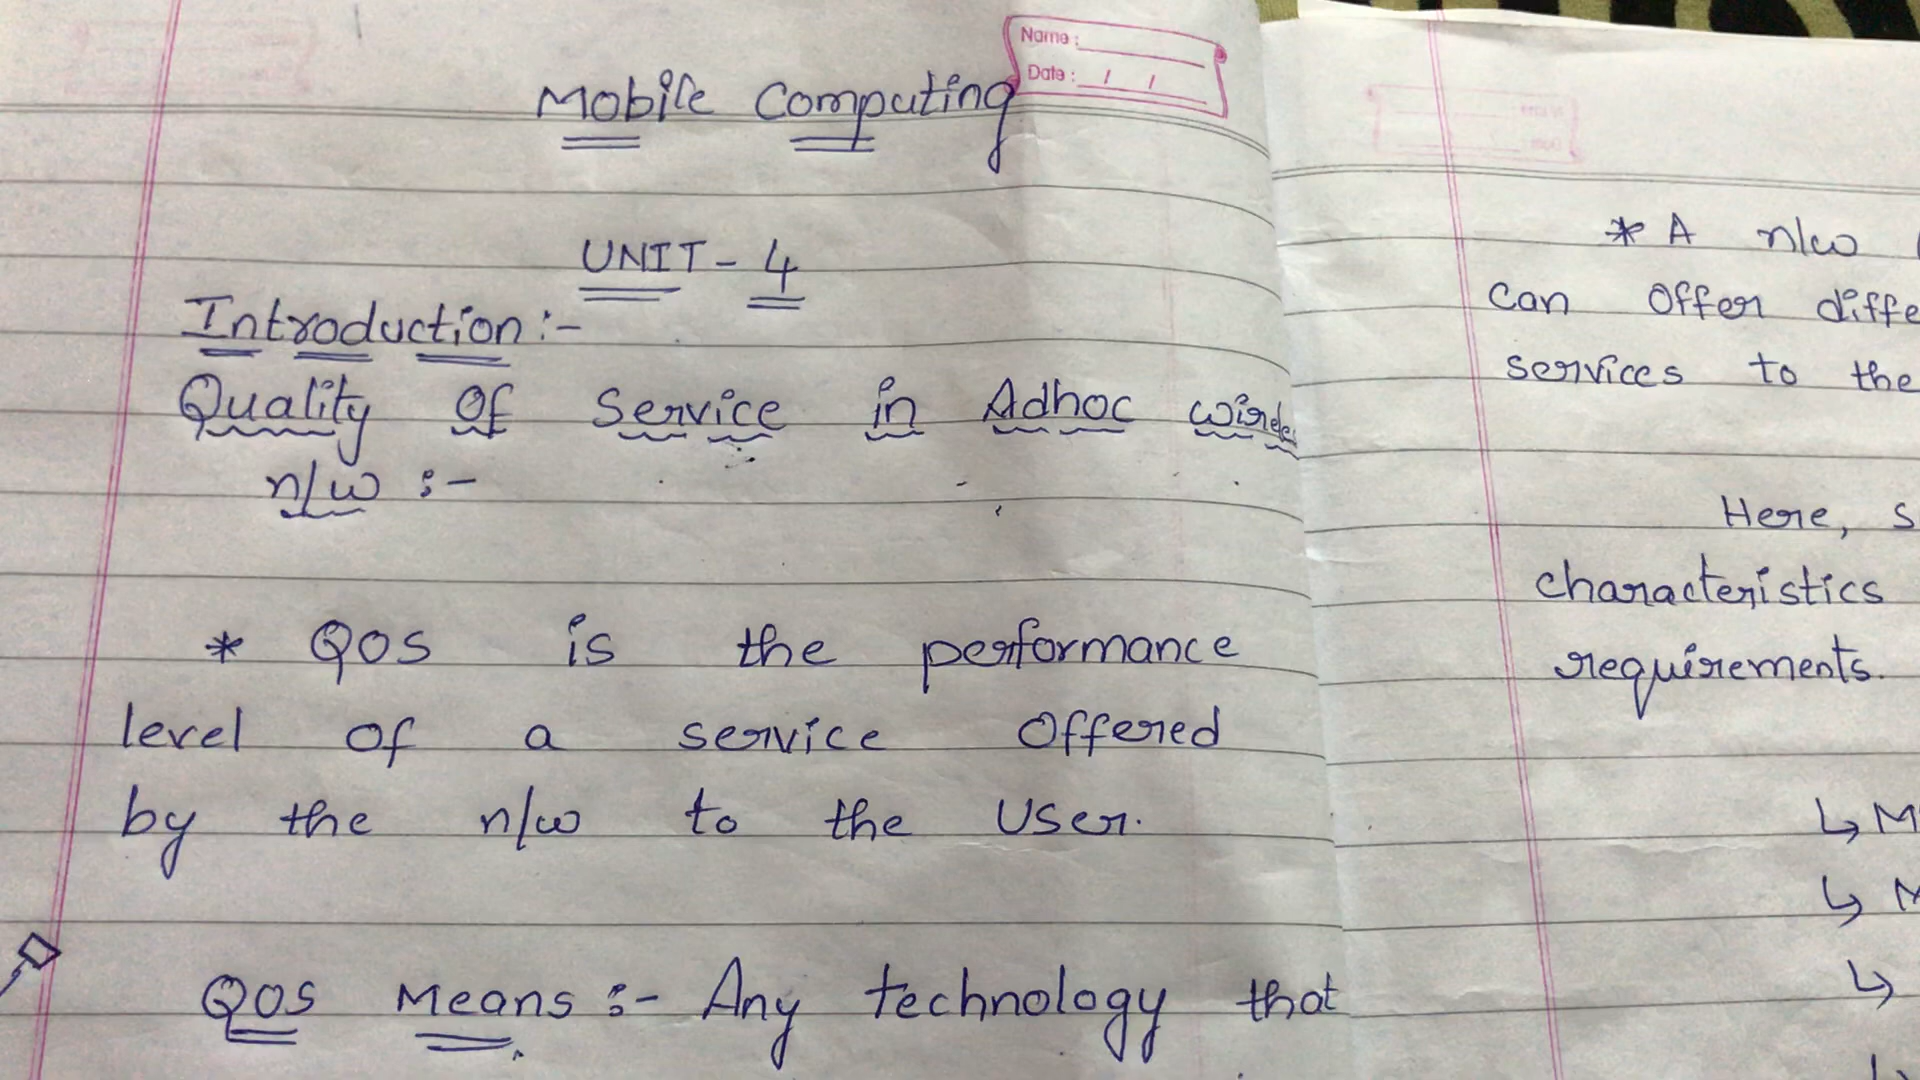 Name :
Date : / /
Mobile Computing
UNIT - 4
Introduction :-
Quality Of Service in Adhoc
n/w :-
* QOS is the performance
level of a service Offered
by the n/w to the User.
QOS Means :- Any technology that
* A n/w
can Offer diffe
services to the
Here, s
characteristics
requirements.
↳ M
↳ M
↳